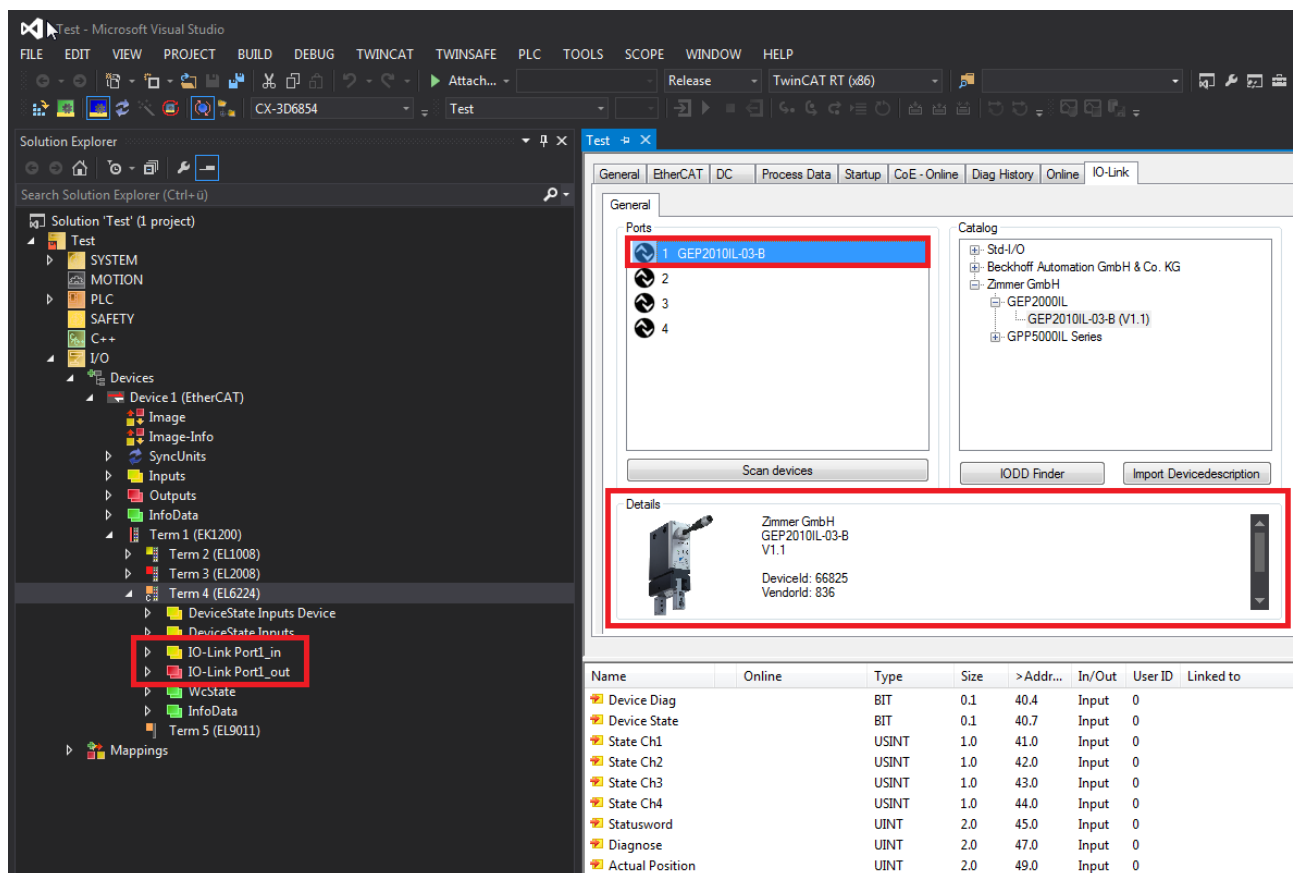 Test - Microsoft Visual Studio
FILE EDIT VIEW PROJECT BUILD DEBUG TWINCAT TWINSAFE PLC TOOLS SCOPE WINDOW HELP
Attach... Release TwinCAT RT (x86)
CX-3D6854 Test
Solution Explorer
Search Solution Explorer (Ctrl+ü)
Solution 'Test' (1 project)
Test
SYSTEM
MOTION
PLC
SAFETY
C++
I/O
Devices
Device 1 (EtherCAT)
Image
Image-Info
SyncUnits
Inputs
Outputs
InfoData
Term 1 (EK1200)
Term 2 (EL1008)
Term 3 (EL2008)
Term 4 (EL6224)
DeviceState Inputs Device
DeviceState Inputs
IO-Link Port1_in
IO-Link Port1_out
WcState
InfoData
Term 5 (EL9011)
Mappings
Test
General EtherCAT DC Process Data Startup CoE - Online Diag History Online IO-Link
General
Ports
1 GEP2010IL-03-B
2
3
4
Scan devices
Catalog
Std-I/O
Beckhoff Automation GmbH & Co. KG
Zimmer GmbH
GEP2000IL
GEP2010IL-03-B (V1.1)
GPP5000IL Series
IODD Finder Import Devicedescription
Details
Zimmer GmbH
GEP2010IL-03-B
V1.1
DeviceId: 66825
VendorId: 836
Name Online Type Size >Addr... In/Out User ID Linked to
Device Diag BIT 0.1 40.4 Input 0
Device State BIT 0.1 40.7 Input 0
State Ch1 USINT 1.0 41.0 Input 0
State Ch2 USINT 1.0 42.0 Input 0
State Ch3 USINT 1.0 43.0 Input 0
State Ch4 USINT 1.0 44.0 Input 0
Statusword UINT 2.0 45.0 Input 0
Diagnose UINT 2.0 47.0 Input 0
Actual Position UINT 2.0 49.0 Input 0